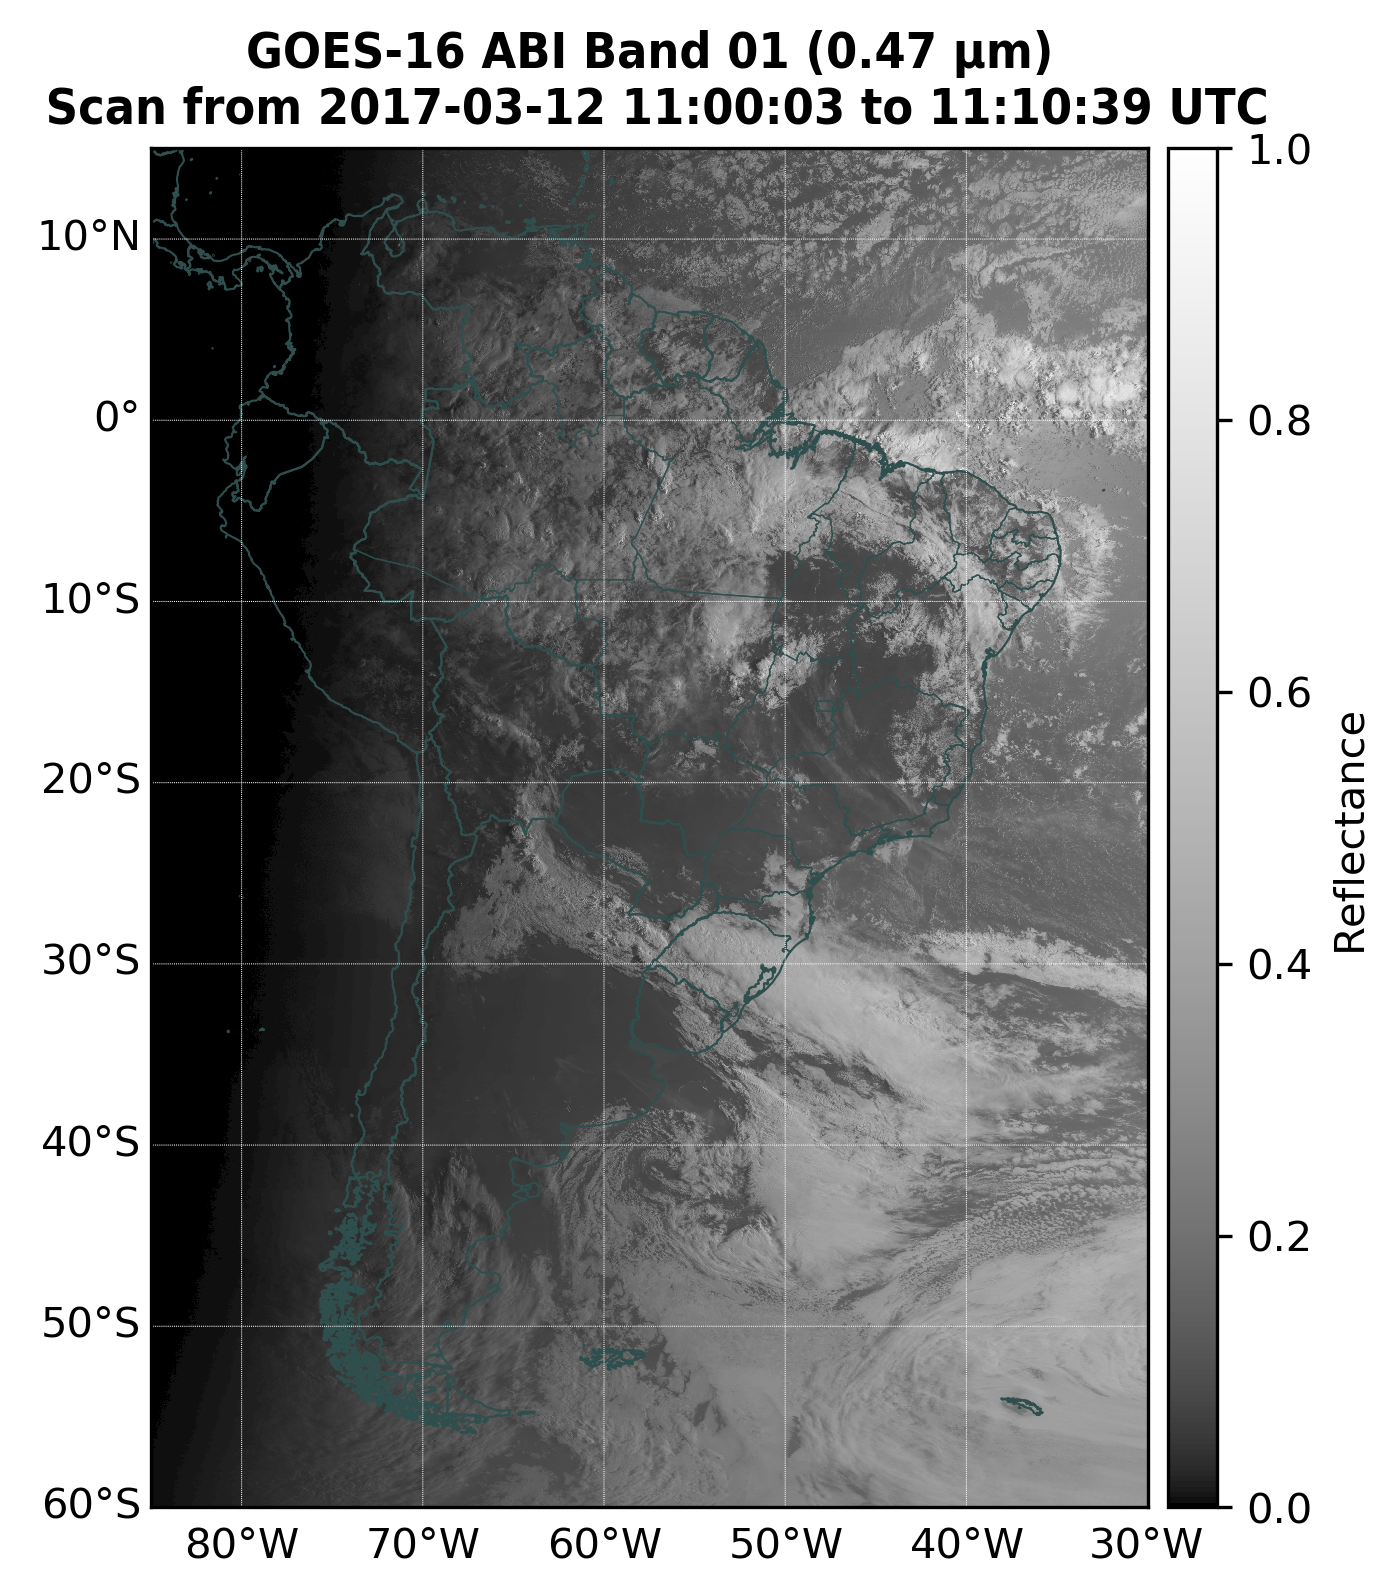 GOES-16 ABI Band 01 (0.47 µm)
Scan from 2017-03-12 11:00:03 to 11:10:39 UTC
10°N
0°
10°S
20°S
30°S
40°S
50°S
60°S
80°W 70°W 60°W 50°W 40°W 30°W
1.0
0.8
0.6
0.4
0.2
0.0
Reflectance